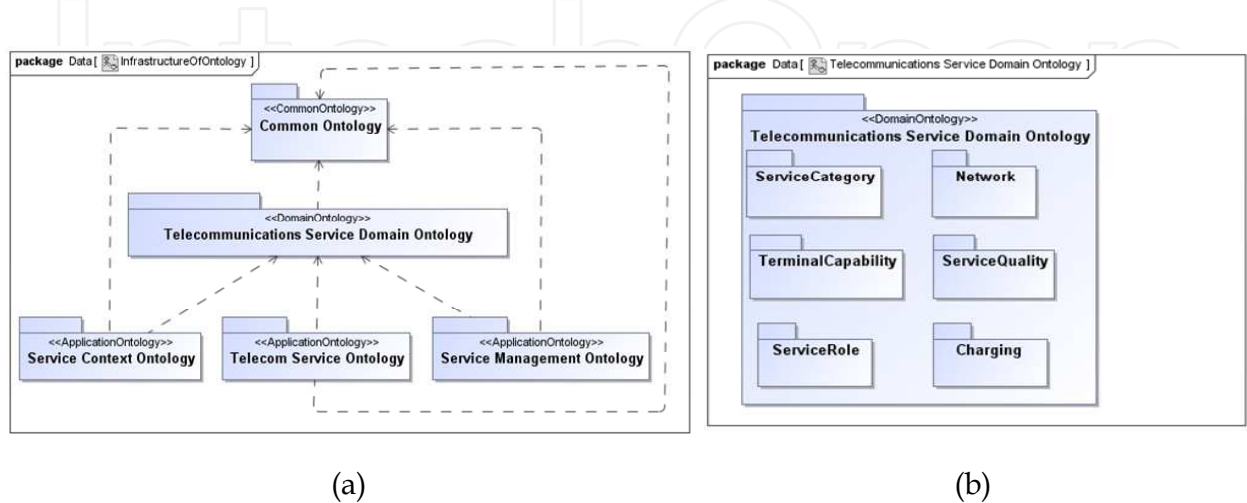 IntechOpen
package Data[ InfrastructureOfOntology ]
<<CommonOntology>>
Common Ontology
<<DomainOntology>>
Telecommunications Service Domain Ontology
<<ApplicationOntology>>
Service Context Ontology
<<ApplicationOntology>>
Telecom Service Ontology
<<ApplicationOntology>>
Service Management Ontology
(a)
package Data[ Telecommunications Service Domain Ontology ]
<<DomainOntology>>
Telecommunications Service Domain Ontology
ServiceCategory
Network
TerminalCapability
ServiceQuality
ServiceRole
Charging
(b)